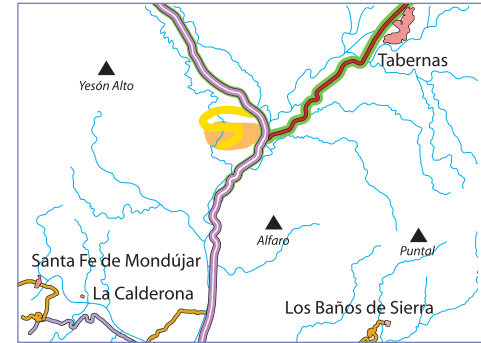 Tabernas
Yesón Alto
Alfaro
Puntal
Santa Fe de Mondújar
La Calderona
Los Baños de Sierra